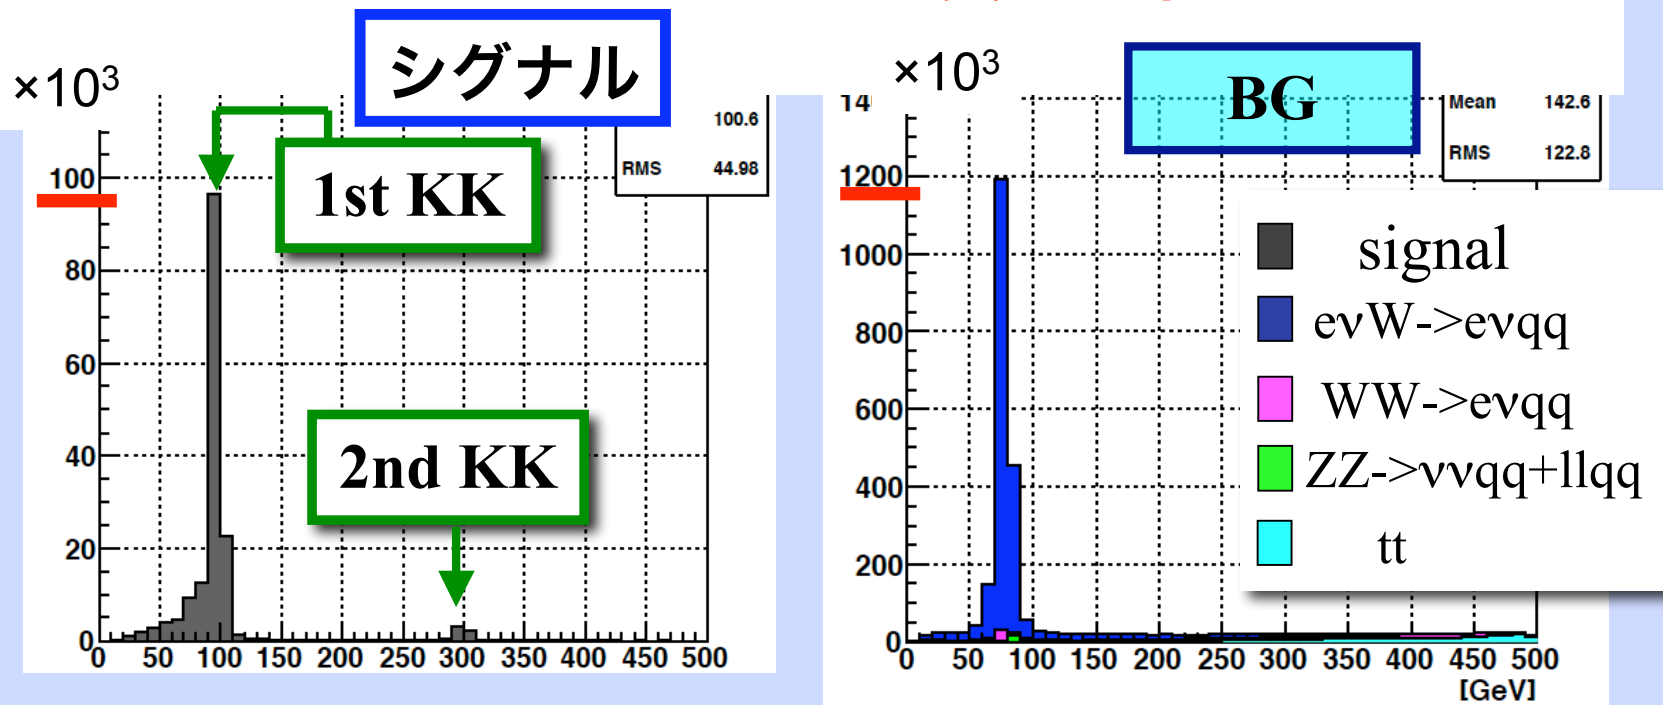 ×10³
シグナル
100.6
RMS 44.98
1st KK
2nd KK
100
80
60
40
20
0
0 50 100 150 200 250 300 350 400 450 500
×10³
BG
Mean 142.6
RMS 122.8
14
1200
1000
800
600
400
200
0
signal
eνW->eνqq
WW->eνqq
ZZ->ννqq+llqq
tt
0 50 100 150 200 250 300 350 400 450 500
[GeV]